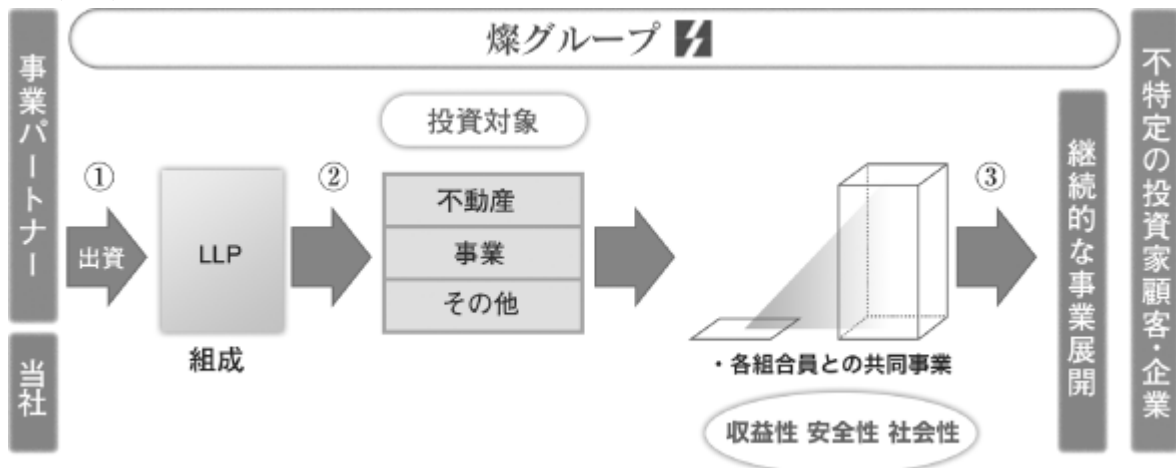 燦グループ
事業パートナー
当社
①
出資
LLP
組成
②
投資対象
不動産
事業
その他
・各組合員との共同事業
収益性 安全性 社会性
③
継続的な事業展開
不特定の投資家顧客・企業